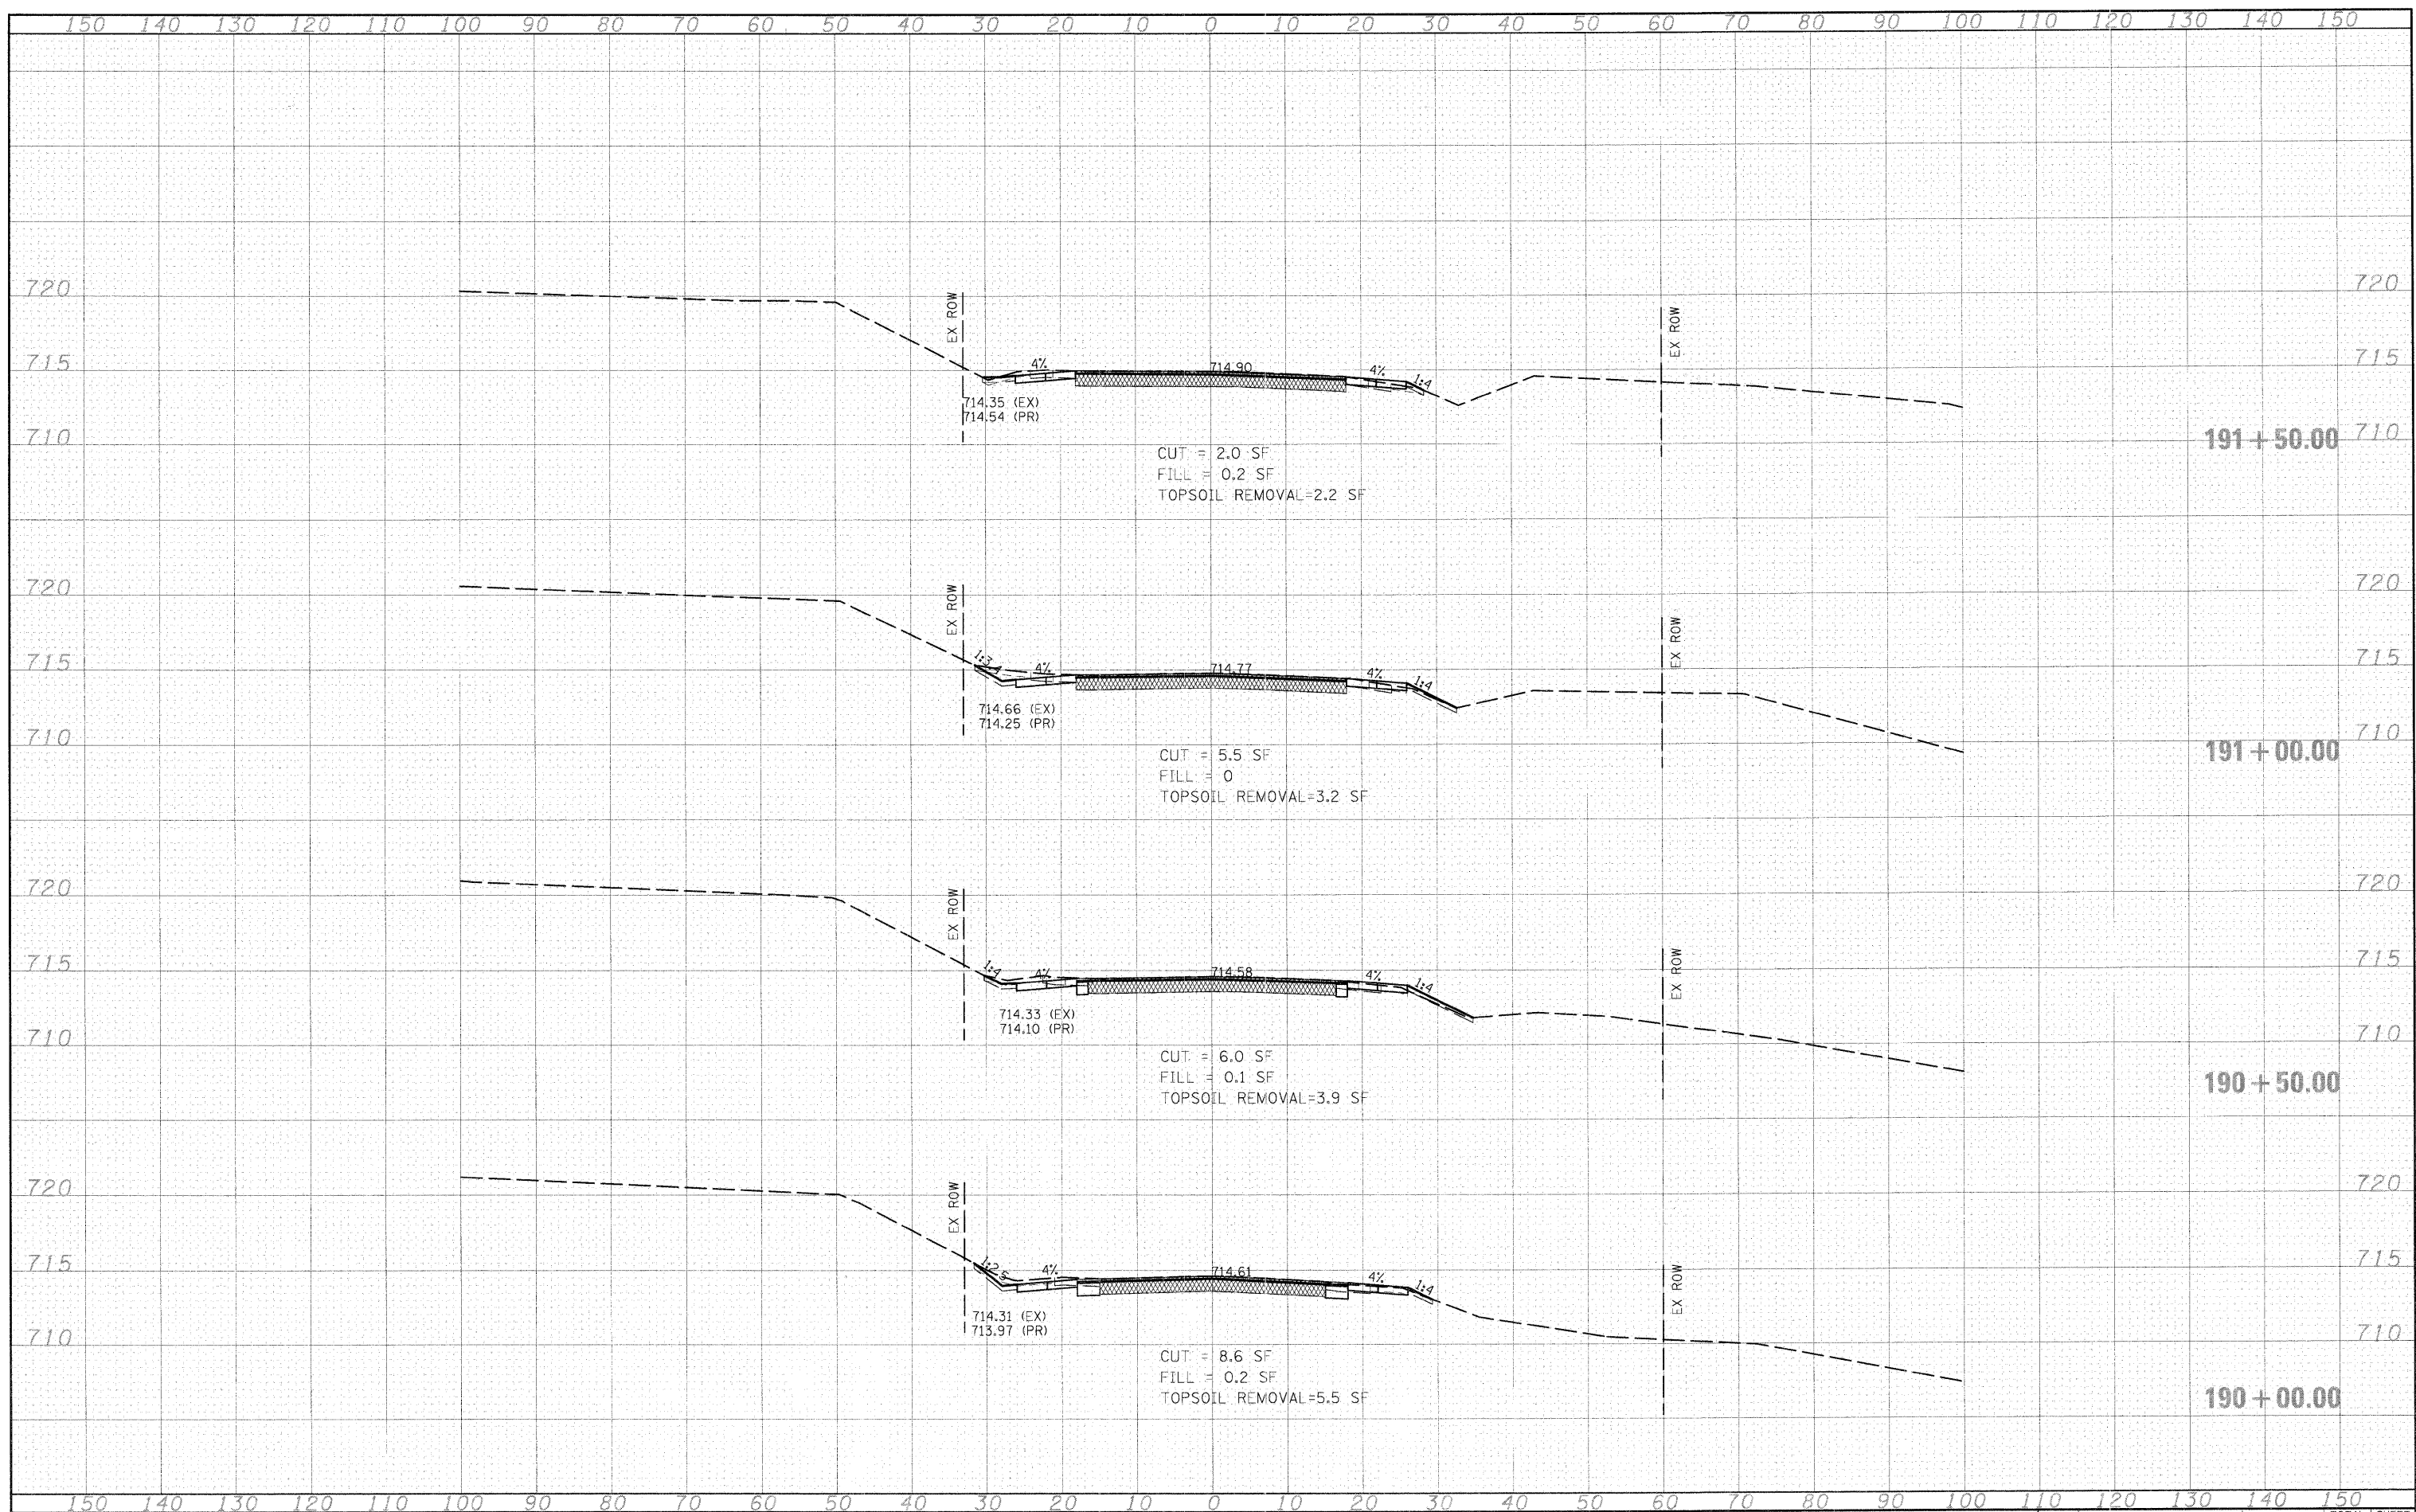 150 140 130 120 110 100 90 80 70 60 50 40 30 20 10 0 10 20 30 40 50 60 70 80 90 100 110 120 130 140 150
720 EX ROW EX ROW 720
715 4% 714.90 4% 1:4 715
714.35 (EX)
714.54 (PR)
710 191+50.00 710
CUT = 2.0 SF
FILL = 0.2 SF
TOPSOIL REMOVAL=2.2 SF
720 EX ROW EX ROW 720
715 4% 714.77 4% 1:4 715
714.66 (EX)
714.25 (PR)
710 191+00.00 710
CUT = 5.5 SF
FILL = 0
TOPSOIL REMOVAL=3.2 SF
720 EX ROW EX ROW 720
715 1:4 4% 714.58 4% 1:4 715
714.33 (EX)
714.10 (PR)
710 710
CUT = 6.0 SF
FILL = 0.1 SF
190+50.00
TOPSOIL REMOVAL=3.9 SF
720 EX ROW EX ROW 720
715 1:2.5 4% 714.61 4% 1:4 715
714.31 (EX)
713.97 (PR)
710 710
CUT = 8.6 SF
FILL = 0.2 SF
TOPSOIL REMOVAL=5.5 SF
190+00.00
150 140 130 120 110 100 90 80 70 60 50 40 30 20 10 0 10 20 30 40 50 60 70 80 90 100 110 120 130 140 150